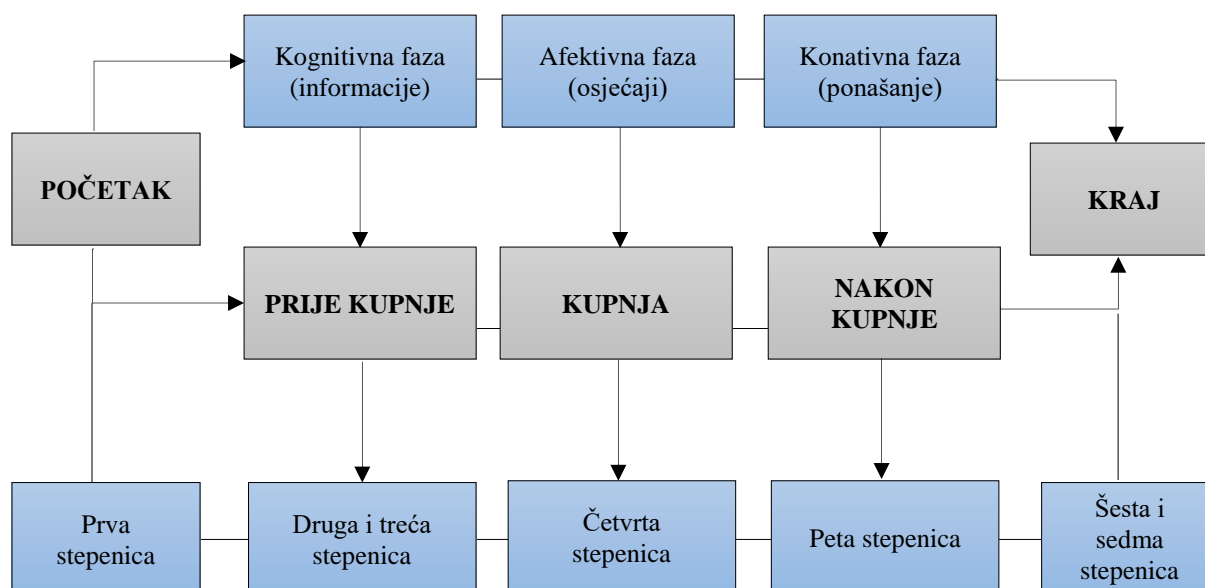 Kognitivna faza
(informacije)
Afektivna faza
(osjećaji)
Konativna faza
(ponašanje)
POČETAK
KRAJ
PRIJE KUPNJE
KUPNJA
NAKON
KUPNJE
Prva
stepenica
Druga i treća
stepenica
Četvrta
stepenica
Peta stepenica
Šesta i
sedma
stepenica